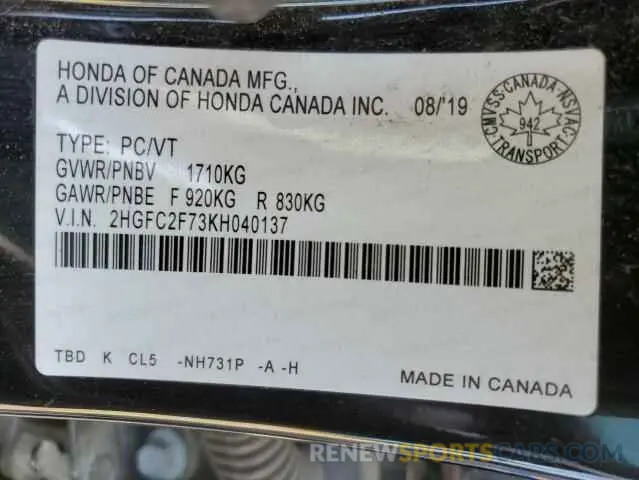 HONDA OF CANADA MFG.,
A DIVISION OF HONDA CANADA INC. 08/'19
CMVSS·CANADA·NSVAC·TRANSPORT·
942
TYPE: PC/VT
GVWR/PNBV 1710KG
GAWR/PNBE F 920KG R 830KG
V.I.N. 2HGFC2F73KH040137
TBD K CL5 -NH731P -A -H
MADE IN CANADA
RENEWSPORTSCARS.COM